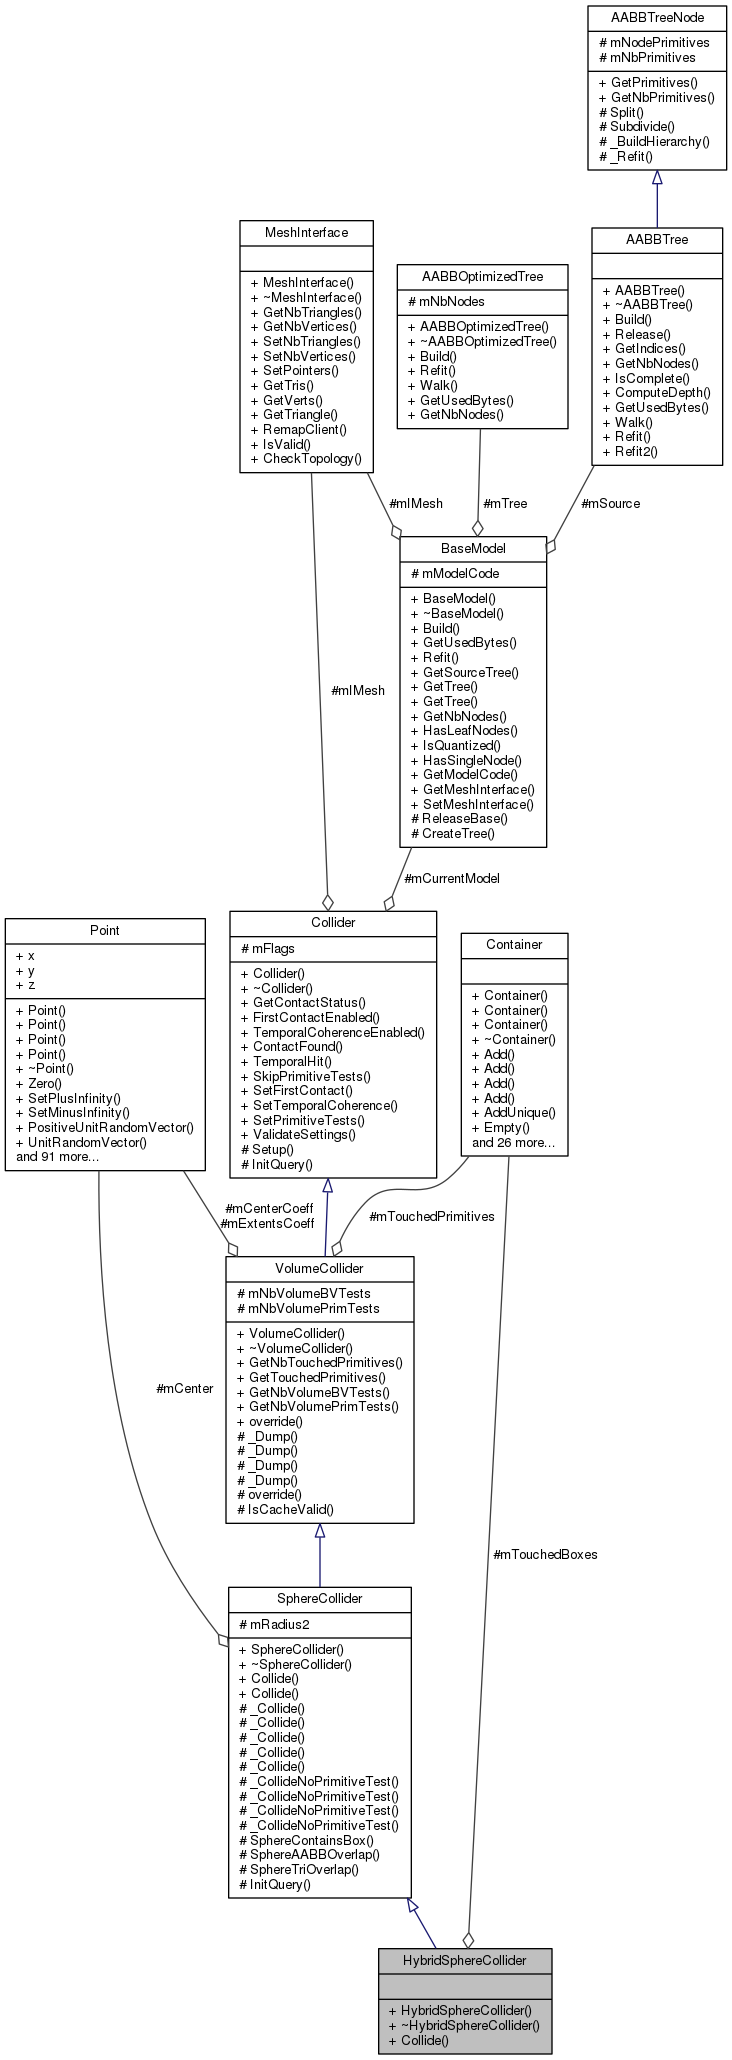 AABBTreeNode
# mNodePrimitives
# mNbPrimitives
+ GetPrimitives()
+ GetNbPrimitives()
# Split()
# Subdivide()
# _BuildHierarchy()
# _Refit()
MeshInterface
+ MeshInterface()
+ ~MeshInterface()
+ GetNbTriangles()
+ GetNbVertices()
+ SetNbTriangles()
+ SetNbVertices()
+ SetPointers()
+ GetTris()
+ GetVerts()
+ GetTriangle()
+ RemapClient()
+ IsValid()
+ CheckTopology()
AABBOptimizedTree
# mNbNodes
+ AABBOptimizedTree()
+ ~AABBOptimizedTree()
+ Build()
+ Refit()
+ Walk()
+ GetUsedBytes()
+ GetNbNodes()
AABBTree
+ AABBTree()
+ ~AABBTree()
+ Build()
+ Release()
+ GetIndices()
+ GetNbNodes()
+ IsComplete()
+ ComputeDepth()
+ GetUsedBytes()
+ Walk()
+ Refit()
+ Refit2()
#mIMesh
#mTree
#mSource
BaseModel
# mModelCode
+ BaseModel()
+ ~BaseModel()
+ Build()
+ GetUsedBytes()
+ Refit()
+ GetSourceTree()
+ GetTree()
+ GetTree()
+ GetNbNodes()
+ HasLeafNodes()
+ IsQuantized()
+ HasSingleNode()
+ GetModelCode()
+ GetMeshInterface()
+ SetMeshInterface()
# ReleaseBase()
# CreateTree()
#mIMesh
#mCurrentModel
Point
+ x
+ y
+ z
+ Point()
+ Point()
+ Point()
+ Point()
+ ~Point()
+ Zero()
+ SetPlusInfinity()
+ SetMinusInfinity()
+ PositiveUnitRandomVector()
+ UnitRandomVector()
and 91 more...
Collider
# mFlags
+ Collider()
+ ~Collider()
+ GetContactStatus()
+ FirstContactEnabled()
+ TemporalCoherenceEnabled()
+ ContactFound()
+ TemporalHit()
+ SkipPrimitiveTests()
+ SetFirstContact()
+ SetTemporalCoherence()
+ SetPrimitiveTests()
+ ValidateSettings()
# Setup()
# InitQuery()
Container
+ Container()
+ Container()
+ Container()
+ ~Container()
+ Add()
+ Add()
+ Add()
+ Add()
+ AddUnique()
+ Empty()
and 26 more...
#mCenterCoeff
#mExtentsCoeff
#mTouchedPrimitives
VolumeCollider
# mNbVolumeBVTests
# mNbVolumePrimTests
+ VolumeCollider()
+ ~VolumeCollider()
+ GetNbTouchedPrimitives()
+ GetTouchedPrimitives()
+ GetNbVolumeBVTests()
+ GetNbVolumePrimTests()
+ override()
# _Dump()
# _Dump()
# _Dump()
# _Dump()
# override()
# IsCacheValid()
#mCenter
#mTouchedBoxes
SphereCollider
# mRadius2
+ SphereCollider()
+ ~SphereCollider()
+ Collide()
+ Collide()
# _Collide()
# _Collide()
# _Collide()
# _Collide()
# _Collide()
# _CollideNoPrimitiveTest()
# _CollideNoPrimitiveTest()
# _CollideNoPrimitiveTest()
# _CollideNoPrimitiveTest()
# SphereContainsBox()
# SphereAABBOverlap()
# SphereTriOverlap()
# InitQuery()
HybridSphereCollider
+ HybridSphereCollider()
+ ~HybridSphereCollider()
+ Collide()